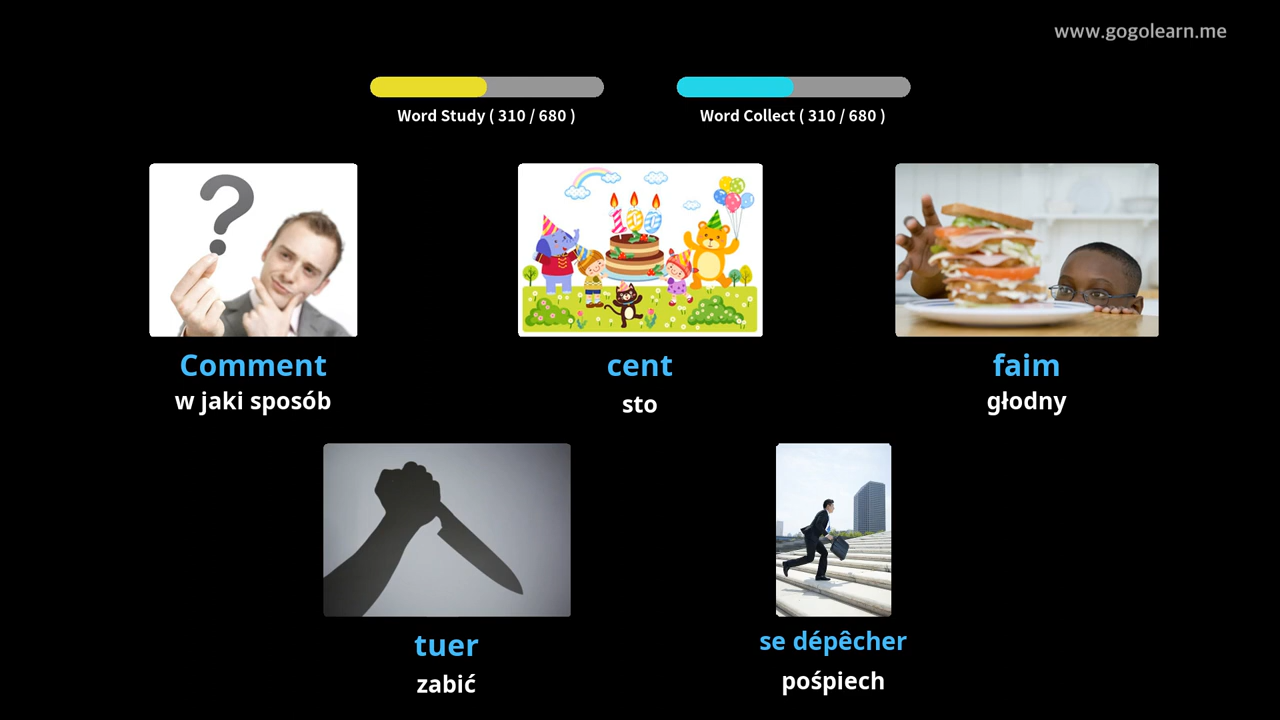 www.gogolearn.me
Word Study ( 310 / 680 )
Word Collect ( 310 / 680 )
100
Comment
w jaki sposób
cent
sto
faim
głodny
tuer
zabić
se dépêcher
pośpiech